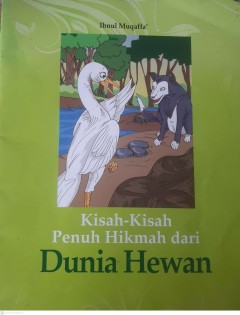 Ibnul Muqaffa'
Kisah-Kisah
Penuh Hikmah dari
Dunia Hewan